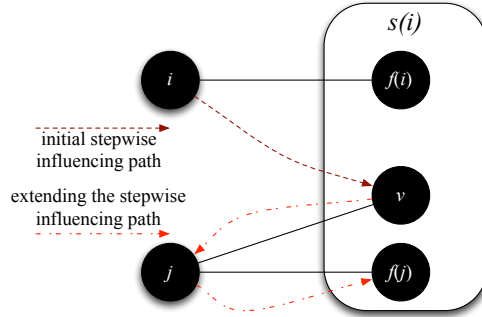 s(i)
i
f(i)
initial stepwise
influencing path
v
extending the stepwise
influencing path
j
f(j)